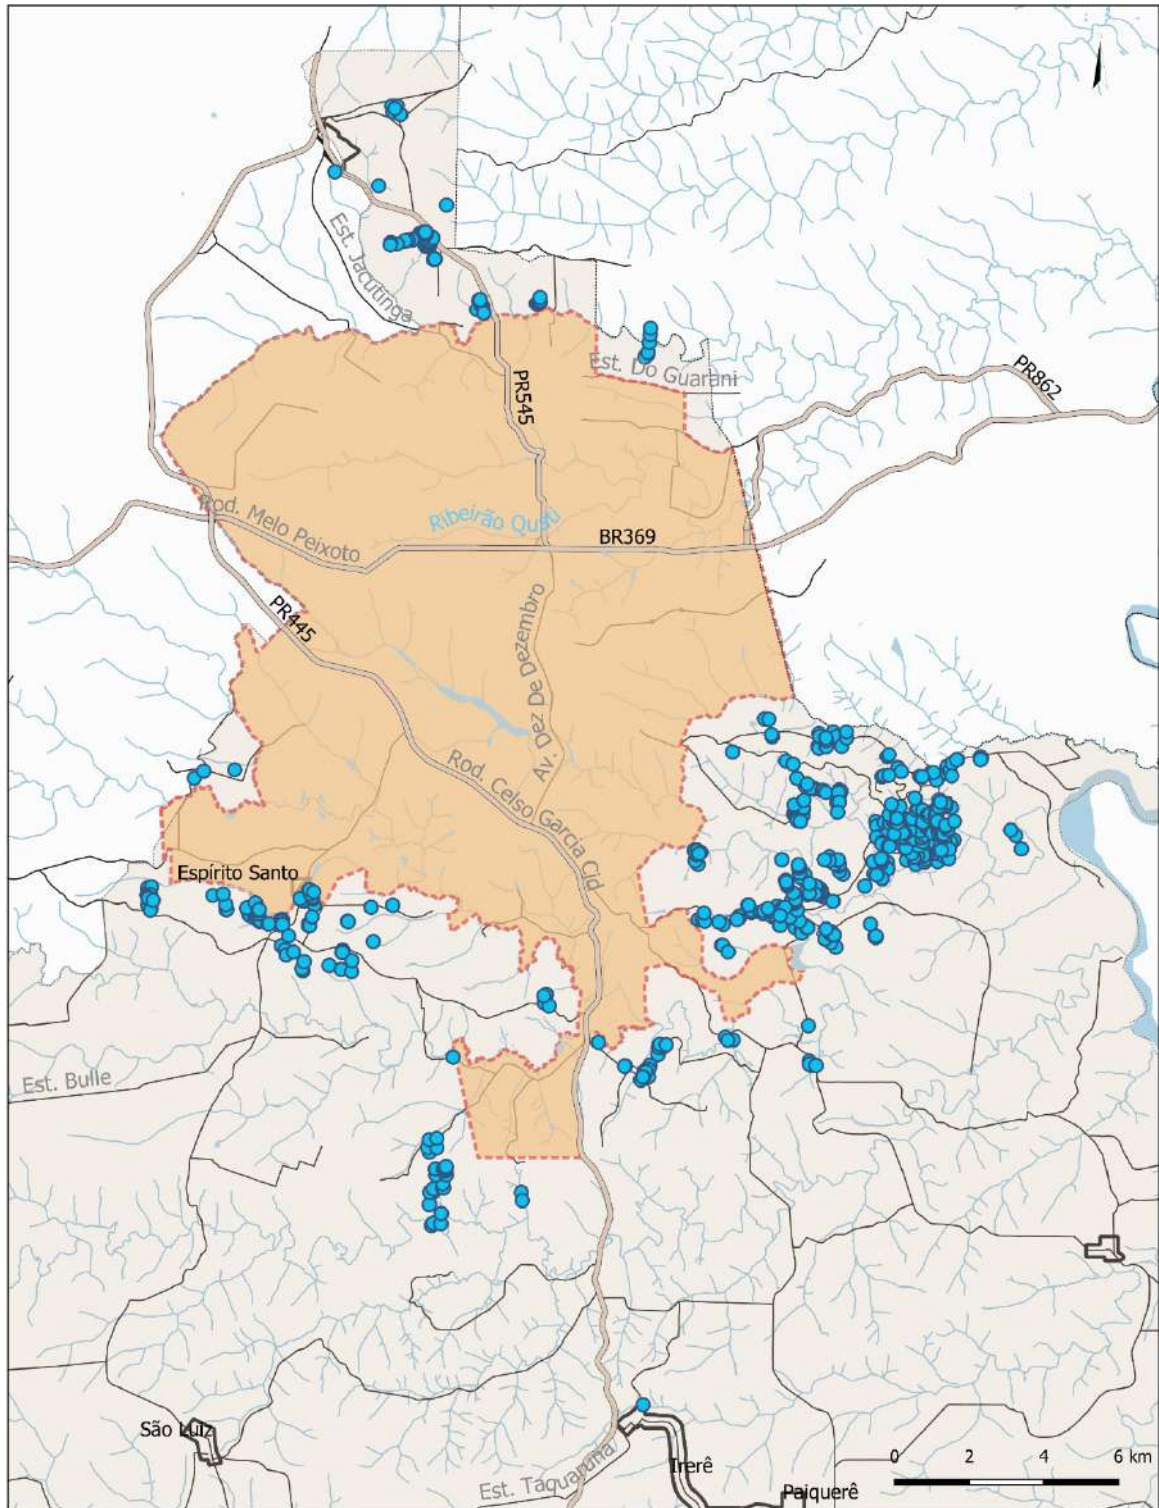 Est. Jacutinga
Est. Do Guarani
PR862
PR545
Rod. Melo Peixoto
Ribeirão Quati
BR369
PR445
Av. Dez De Dezembro
Rod. Celso Garcia Cid
Espírito Santo
Est. Bulle
São Luiz
0 2 4 6 km
Irerê
Est. Taquaruna
Paiquerê